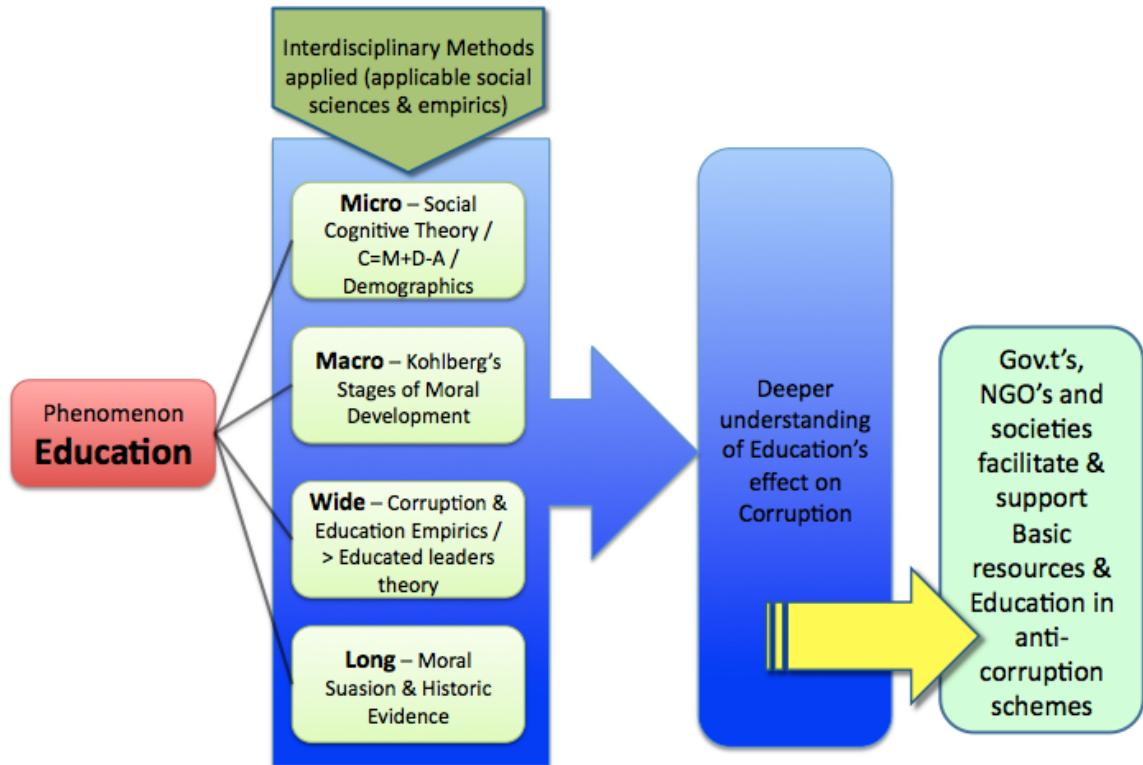 Interdisciplinary Methods
applied (applicable social
sciences & empirics)
Phenomenon
Education
Micro – Social
Cognitive Theory /
C=M+D-A /
Demographics
Macro – Kohlberg's
Stages of Moral
Development
Wide – Corruption &
Education Empirics /
> Educated leaders
theory
Long – Moral
Suasion & Historic
Evidence
Deeper
understanding
of Education's
effect on
Corruption
Gov.t's,
NGO's and
societies
facilitate &
support
Basic
resources &
Education in
anti-
corruption
schemes